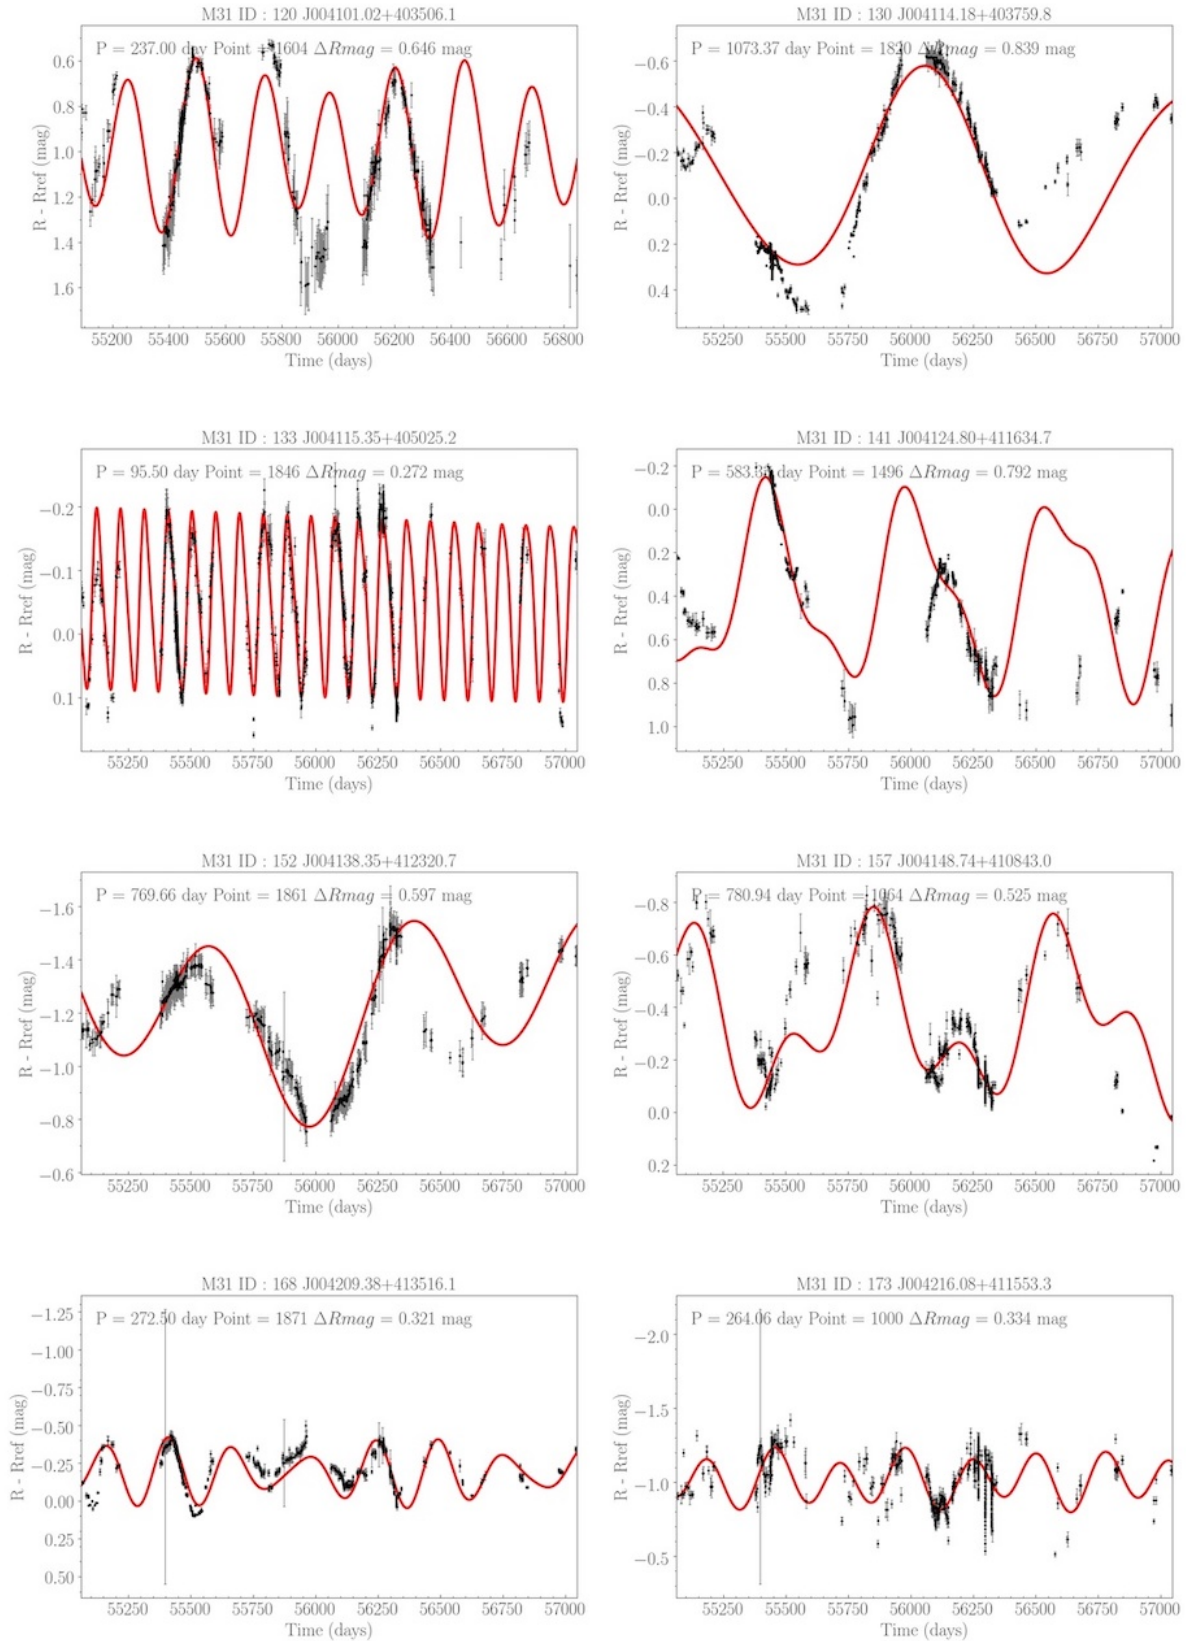 M31 ID : 120 J004101.02+403506.1
P = 237.00 day Point = 1604 ΔRmag = 0.646 mag
R - Rref (mag)
0.6
0.8
1.0
1.2
1.4
1.6
55200 55400 55600 55800 56000 56200 56400 56600 56800
Time (days)
M31 ID : 130 J004114.18+403759.8
P = 1073.37 day Point = 1820 ΔRmag = 0.839 mag
R - Rref (mag)
−0.6
−0.4
−0.2
0.0
0.2
0.4
55250 55500 55750 56000 56250 56500 56750 57000
Time (days)
M31 ID : 133 J004115.35+405025.2
P = 95.50 day Point = 1846 ΔRmag = 0.272 mag
R - Rref (mag)
−0.2
−0.1
0.0
0.1
55250 55500 55750 56000 56250 56500 56750 57000
Time (days)
M31 ID : 141 J004124.80+411634.7
P = 583.33 day Point = 1496 ΔRmag = 0.792 mag
R - Rref (mag)
−0.2
0.0
0.2
0.4
0.6
0.8
1.0
55250 55500 55750 56000 56250 56500 56750 57000
Time (days)
M31 ID : 152 J004138.35+412320.7
P = 769.66 day Point = 1861 ΔRmag = 0.597 mag
R - Rref (mag)
−1.6
−1.4
−1.2
−1.0
−0.8
−0.6
55250 55500 55750 56000 56250 56500 56750 57000
Time (days)
M31 ID : 157 J004148.74+410843.0
P = 780.94 day Point = 1064 ΔRmag = 0.525 mag
R - Rref (mag)
−0.8
−0.6
−0.4
−0.2
0.0
0.2
55250 55500 55750 56000 56250 56500 56750 57000
Time (days)
M31 ID : 168 J004209.38+413516.1
P = 272.50 day Point = 1871 ΔRmag = 0.321 mag
R - Rref (mag)
−1.25
−1.00
−0.75
−0.50
−0.25
0.00
0.25
0.50
55250 55500 55750 56000 56250 56500 56750 57000
Time (days)
M31 ID : 173 J004216.08+411553.3
P = 264.06 day Point = 1000 ΔRmag = 0.334 mag
R - Rref (mag)
−2.0
−1.5
−1.0
−0.5
55250 55500 55750 56000 56250 56500 56750 57000
Time (days)